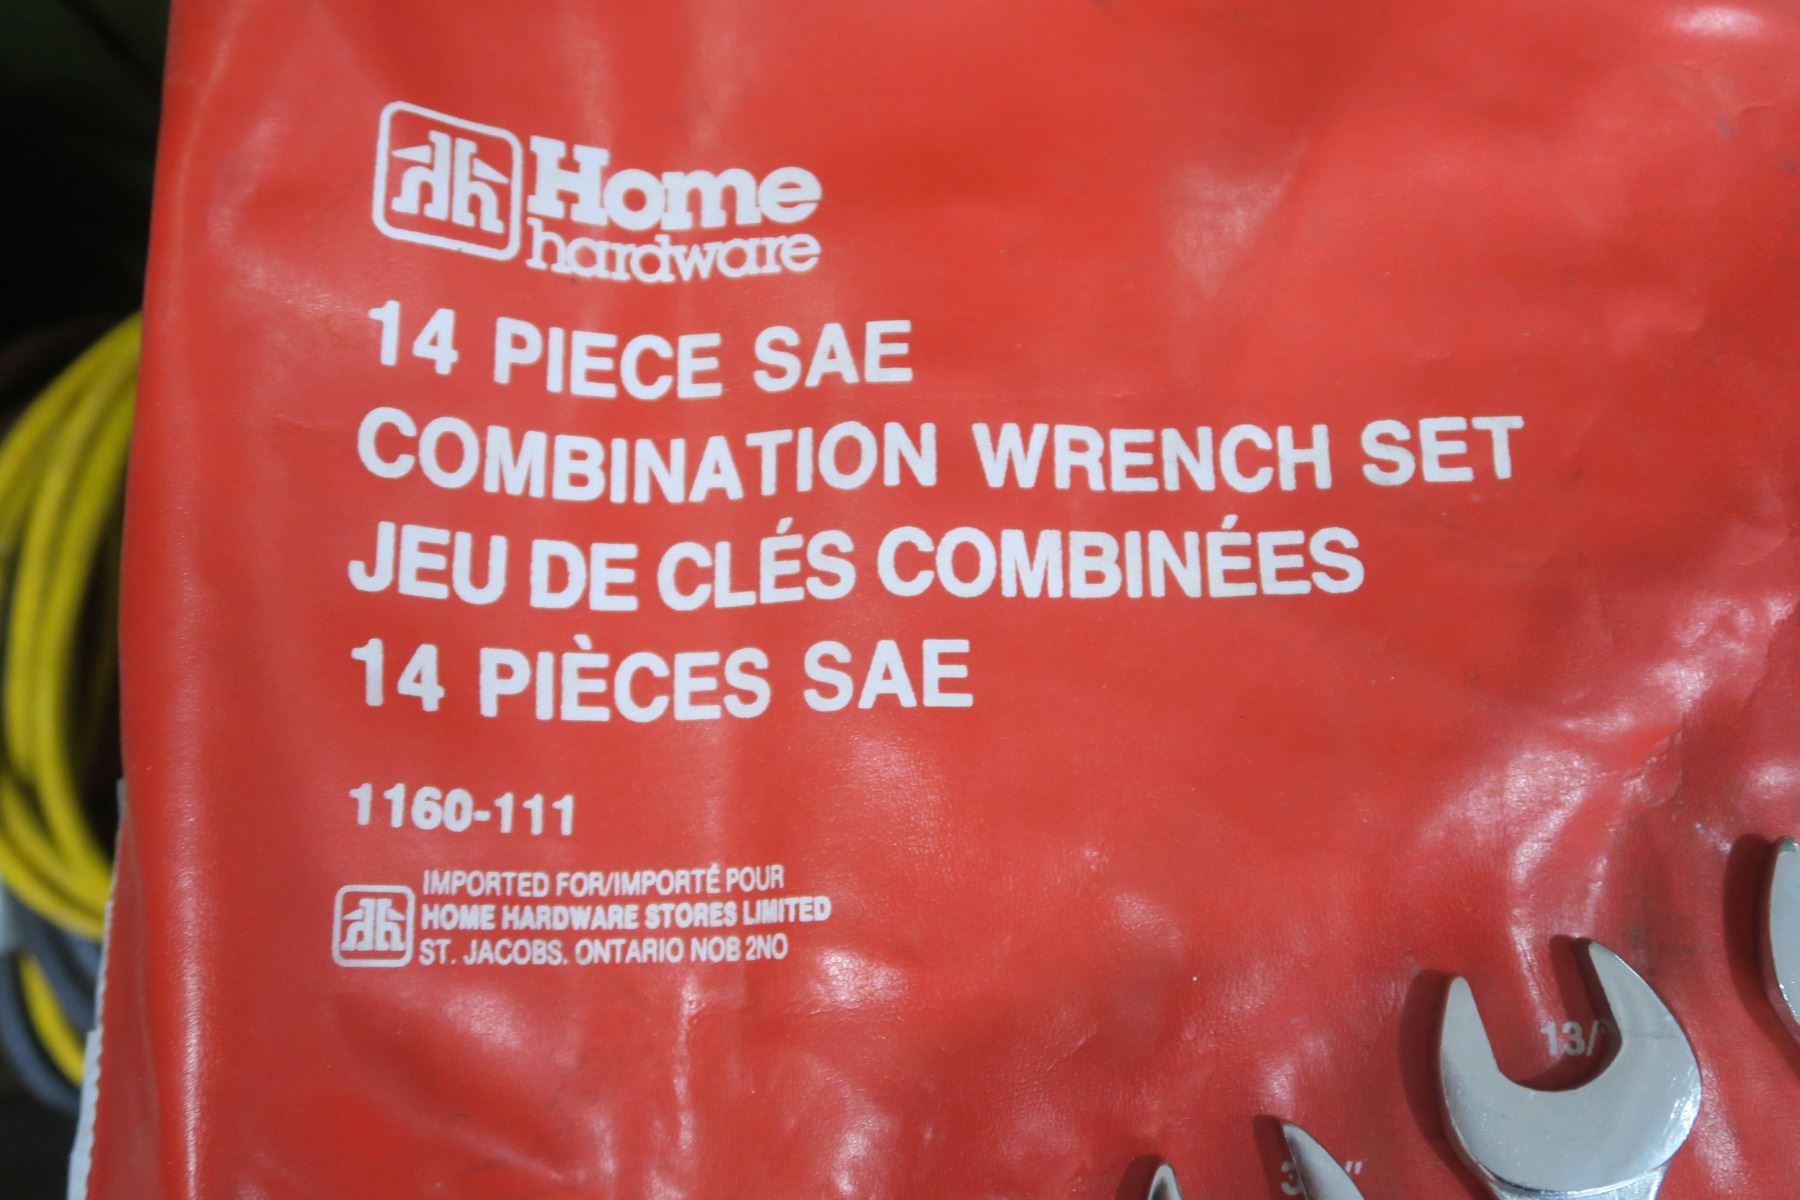 Home
hardware
14 PIECE SAE
COMBINATION WRENCH SET
JEU DE CLÉS COMBINÉES
14 PIÈCES SAE
1160-111
IMPORTED FOR/IMPORTÉ POUR
HOME HARDWARE STORES LIMITED
ST. JACOBS. ONTARIO NOB 2NO
13/